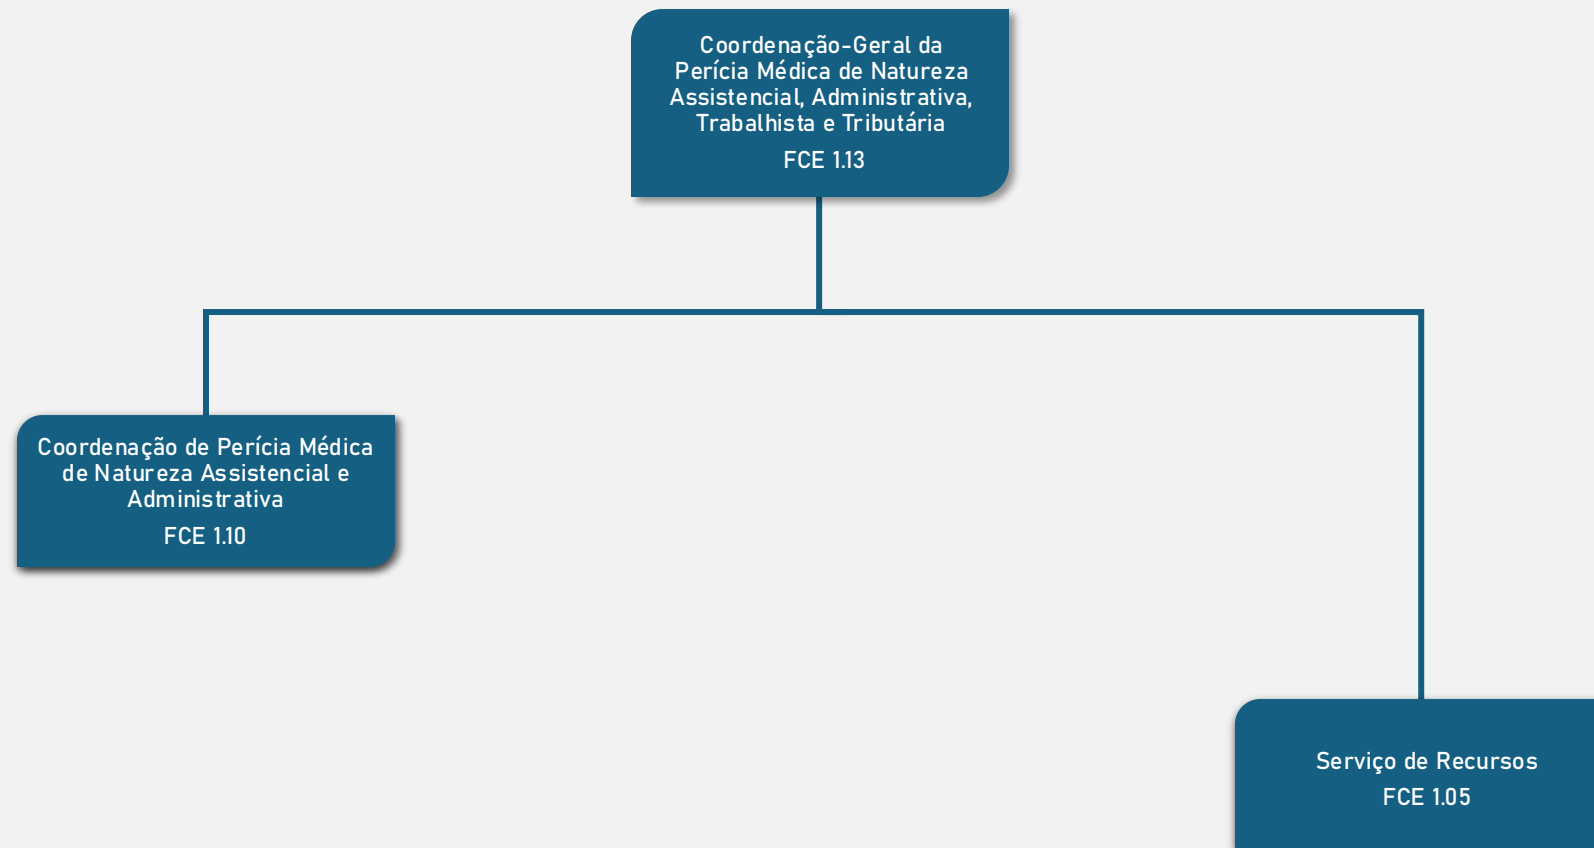 Coordenação-Geral da
Perícia Médica de Natureza
Assistencial, Administrativa,
Trabalhista e Tributária
FCE 1.13
Coordenação de Perícia Médica
de Natureza Assistencial e
Administrativa
FCE 1.10
Serviço de Recursos
FCE 1.05